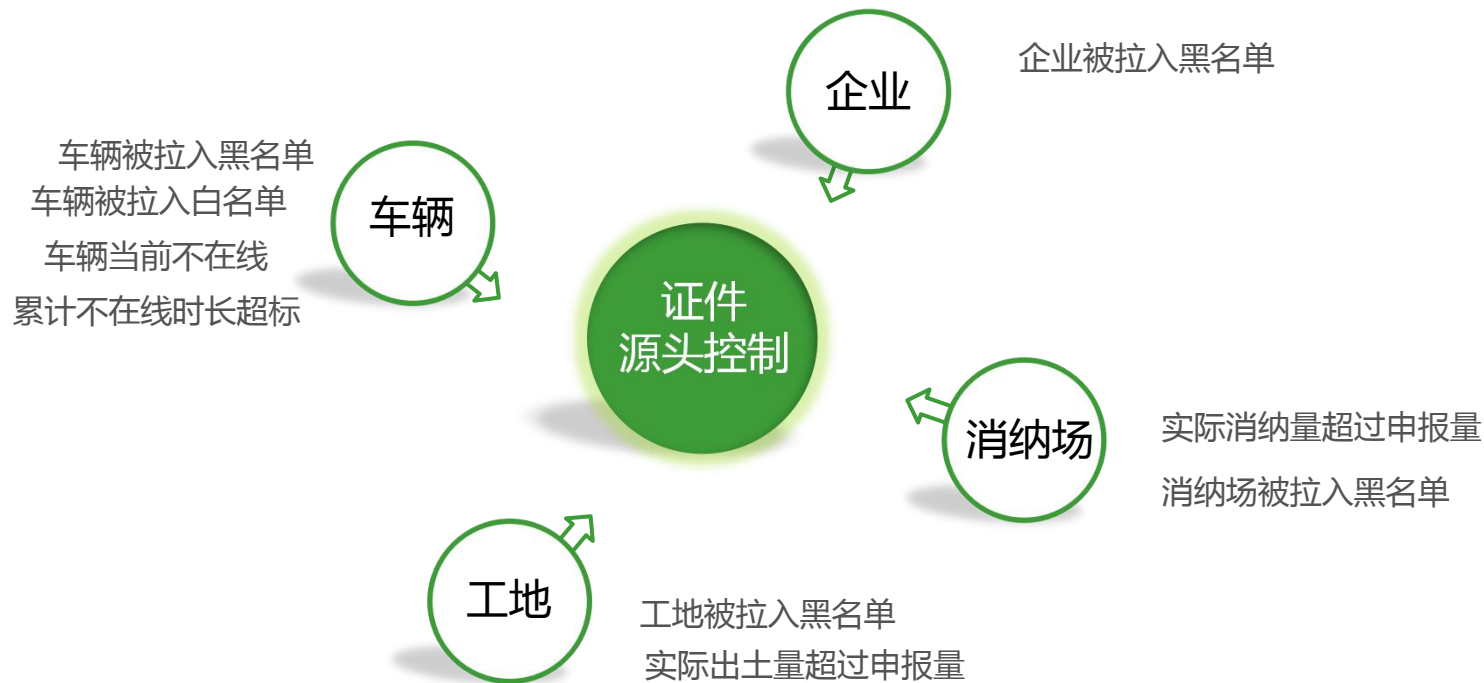 企业
企业被拉入黑名单
车辆被拉入黑名单
车辆被拉入白名单
车辆当前不在线
累计不在线时长超标
车辆
证件
源头控制
消纳场
实际消纳量超过申报量
消纳场被拉入黑名单
工地
工地被拉入黑名单
实际出土量超过申报量